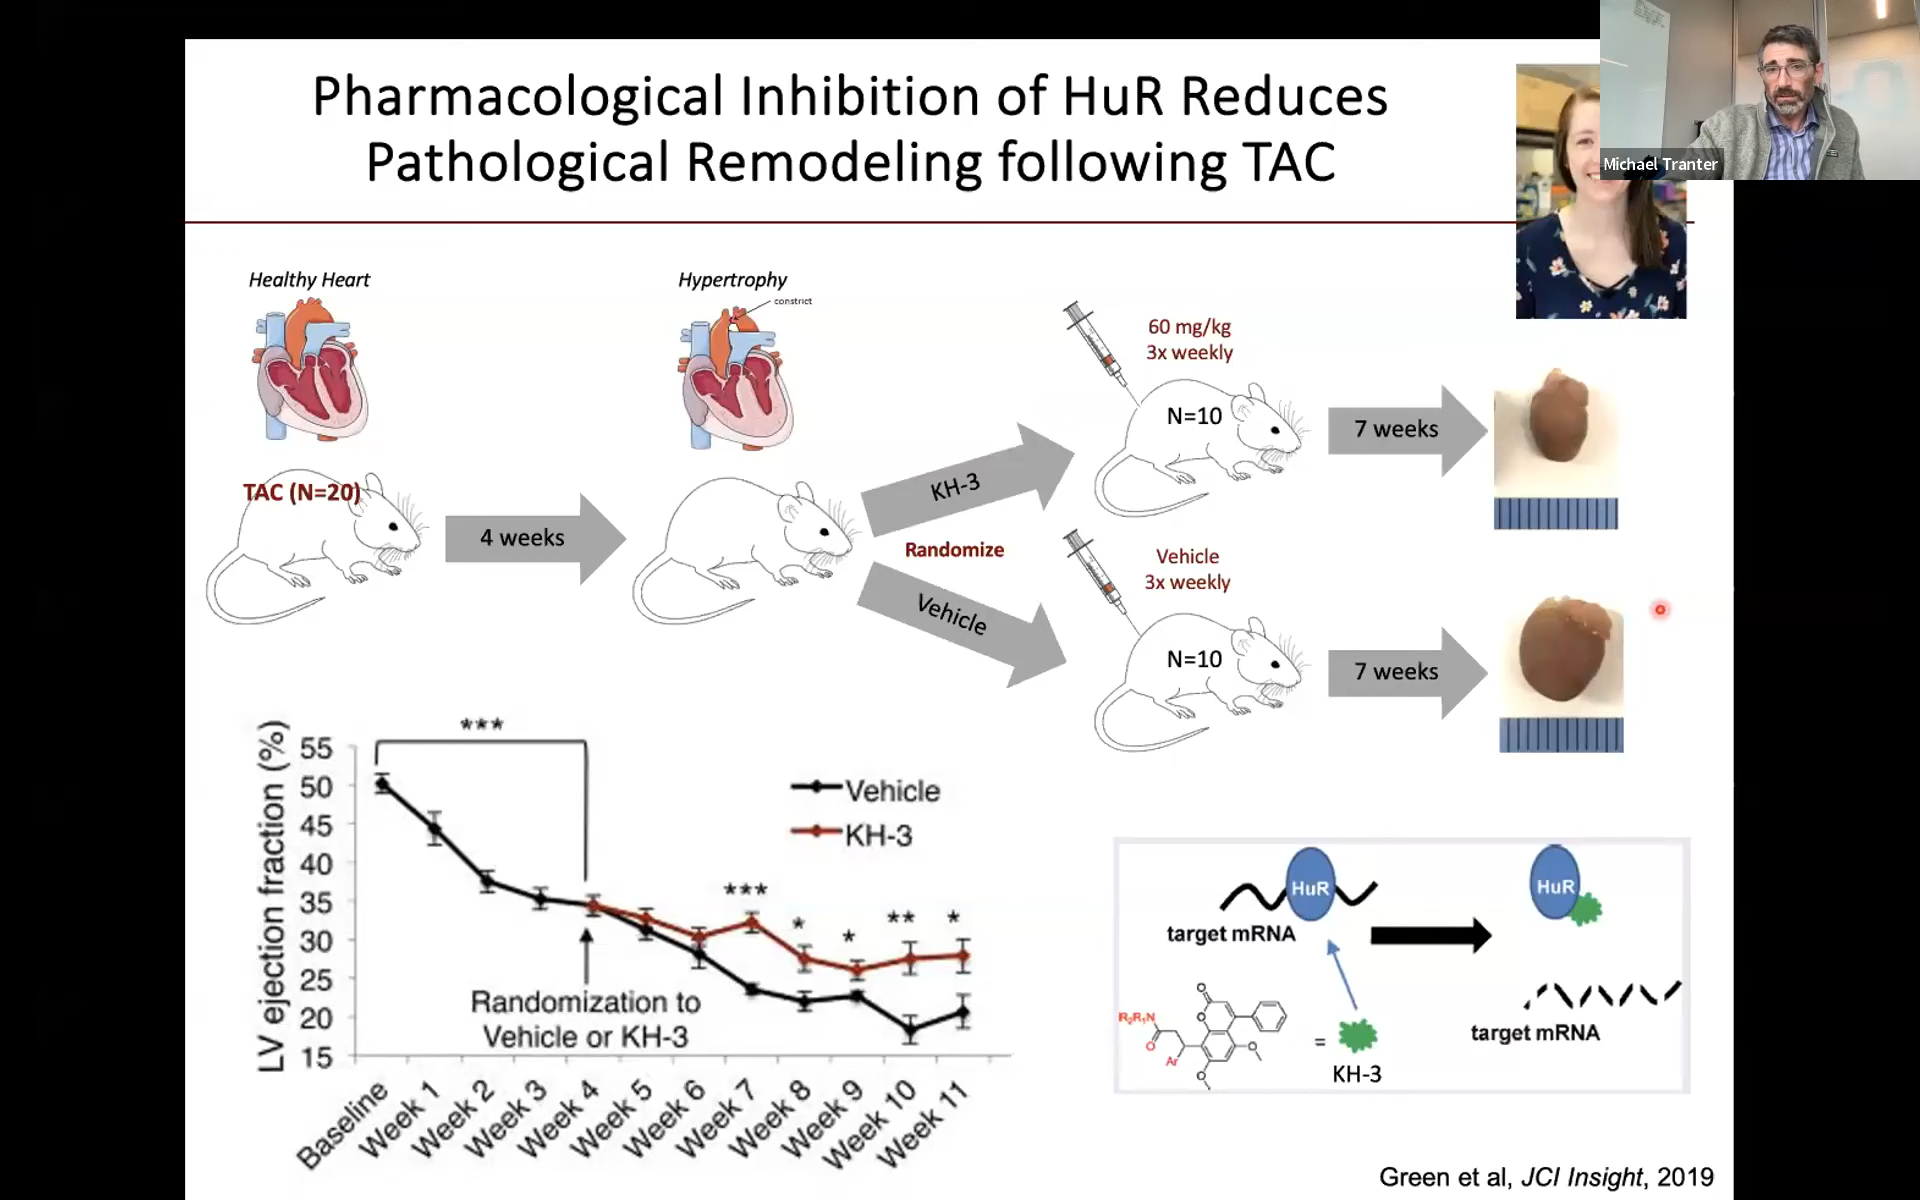 Pharmacological Inhibition of HuR Reduces
Pathological Remodeling following TAC
Michael Tranter
Healthy Heart
Hypertrophy
constrict
60 mg/kg
3x weekly
N=10
7 weeks
TAC (N=20)
4 weeks
KH-3
Randomize
Vehicle
Vehicle
3x weekly
N=10
7 weeks
***
LV ejection fraction (%)
55
50
45
40
35
30
25
20
15
Vehicle
KH-3
***
*
*
**
*
Randomization to
Vehicle or KH-3
Baseline
Week 1
Week 2
Week 3
Week 4
Week 5
Week 6
Week 7
Week 8
Week 9
Week 10
Week 11
HuR
target mRNA
HuR
target mRNA
R₂R₁N
O
Ar
O
O
O
O
=
KH-3
Green et al, JCI Insight, 2019